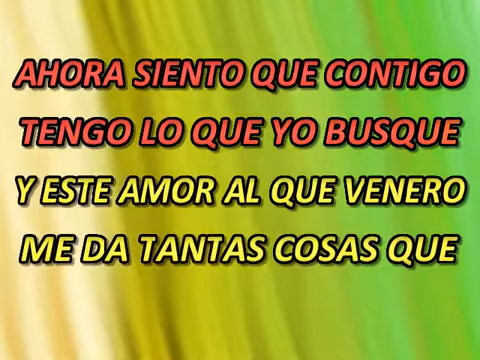 AHORA SIENTO QUE CONTIGO
TENGO LO QUE YO BUSQUE
Y ESTE AMOR AL QUE VENERO
ME DA TANTAS COSAS QUE